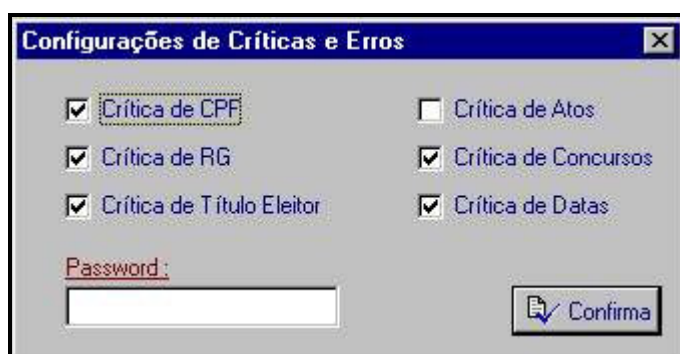 Configurações de Críticas e Erros
Crítica de CPF
Crítica de Atos
Crítica de RG
Crítica de Concursos
Crítica de Título Eleitor
Crítica de Datas
Password :
Confirma